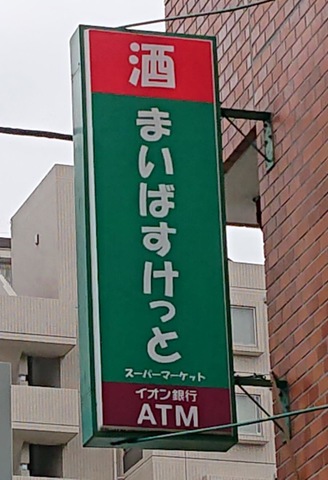 酒
まいばすけっと
スーパーマーケット
イオン銀行
ATM